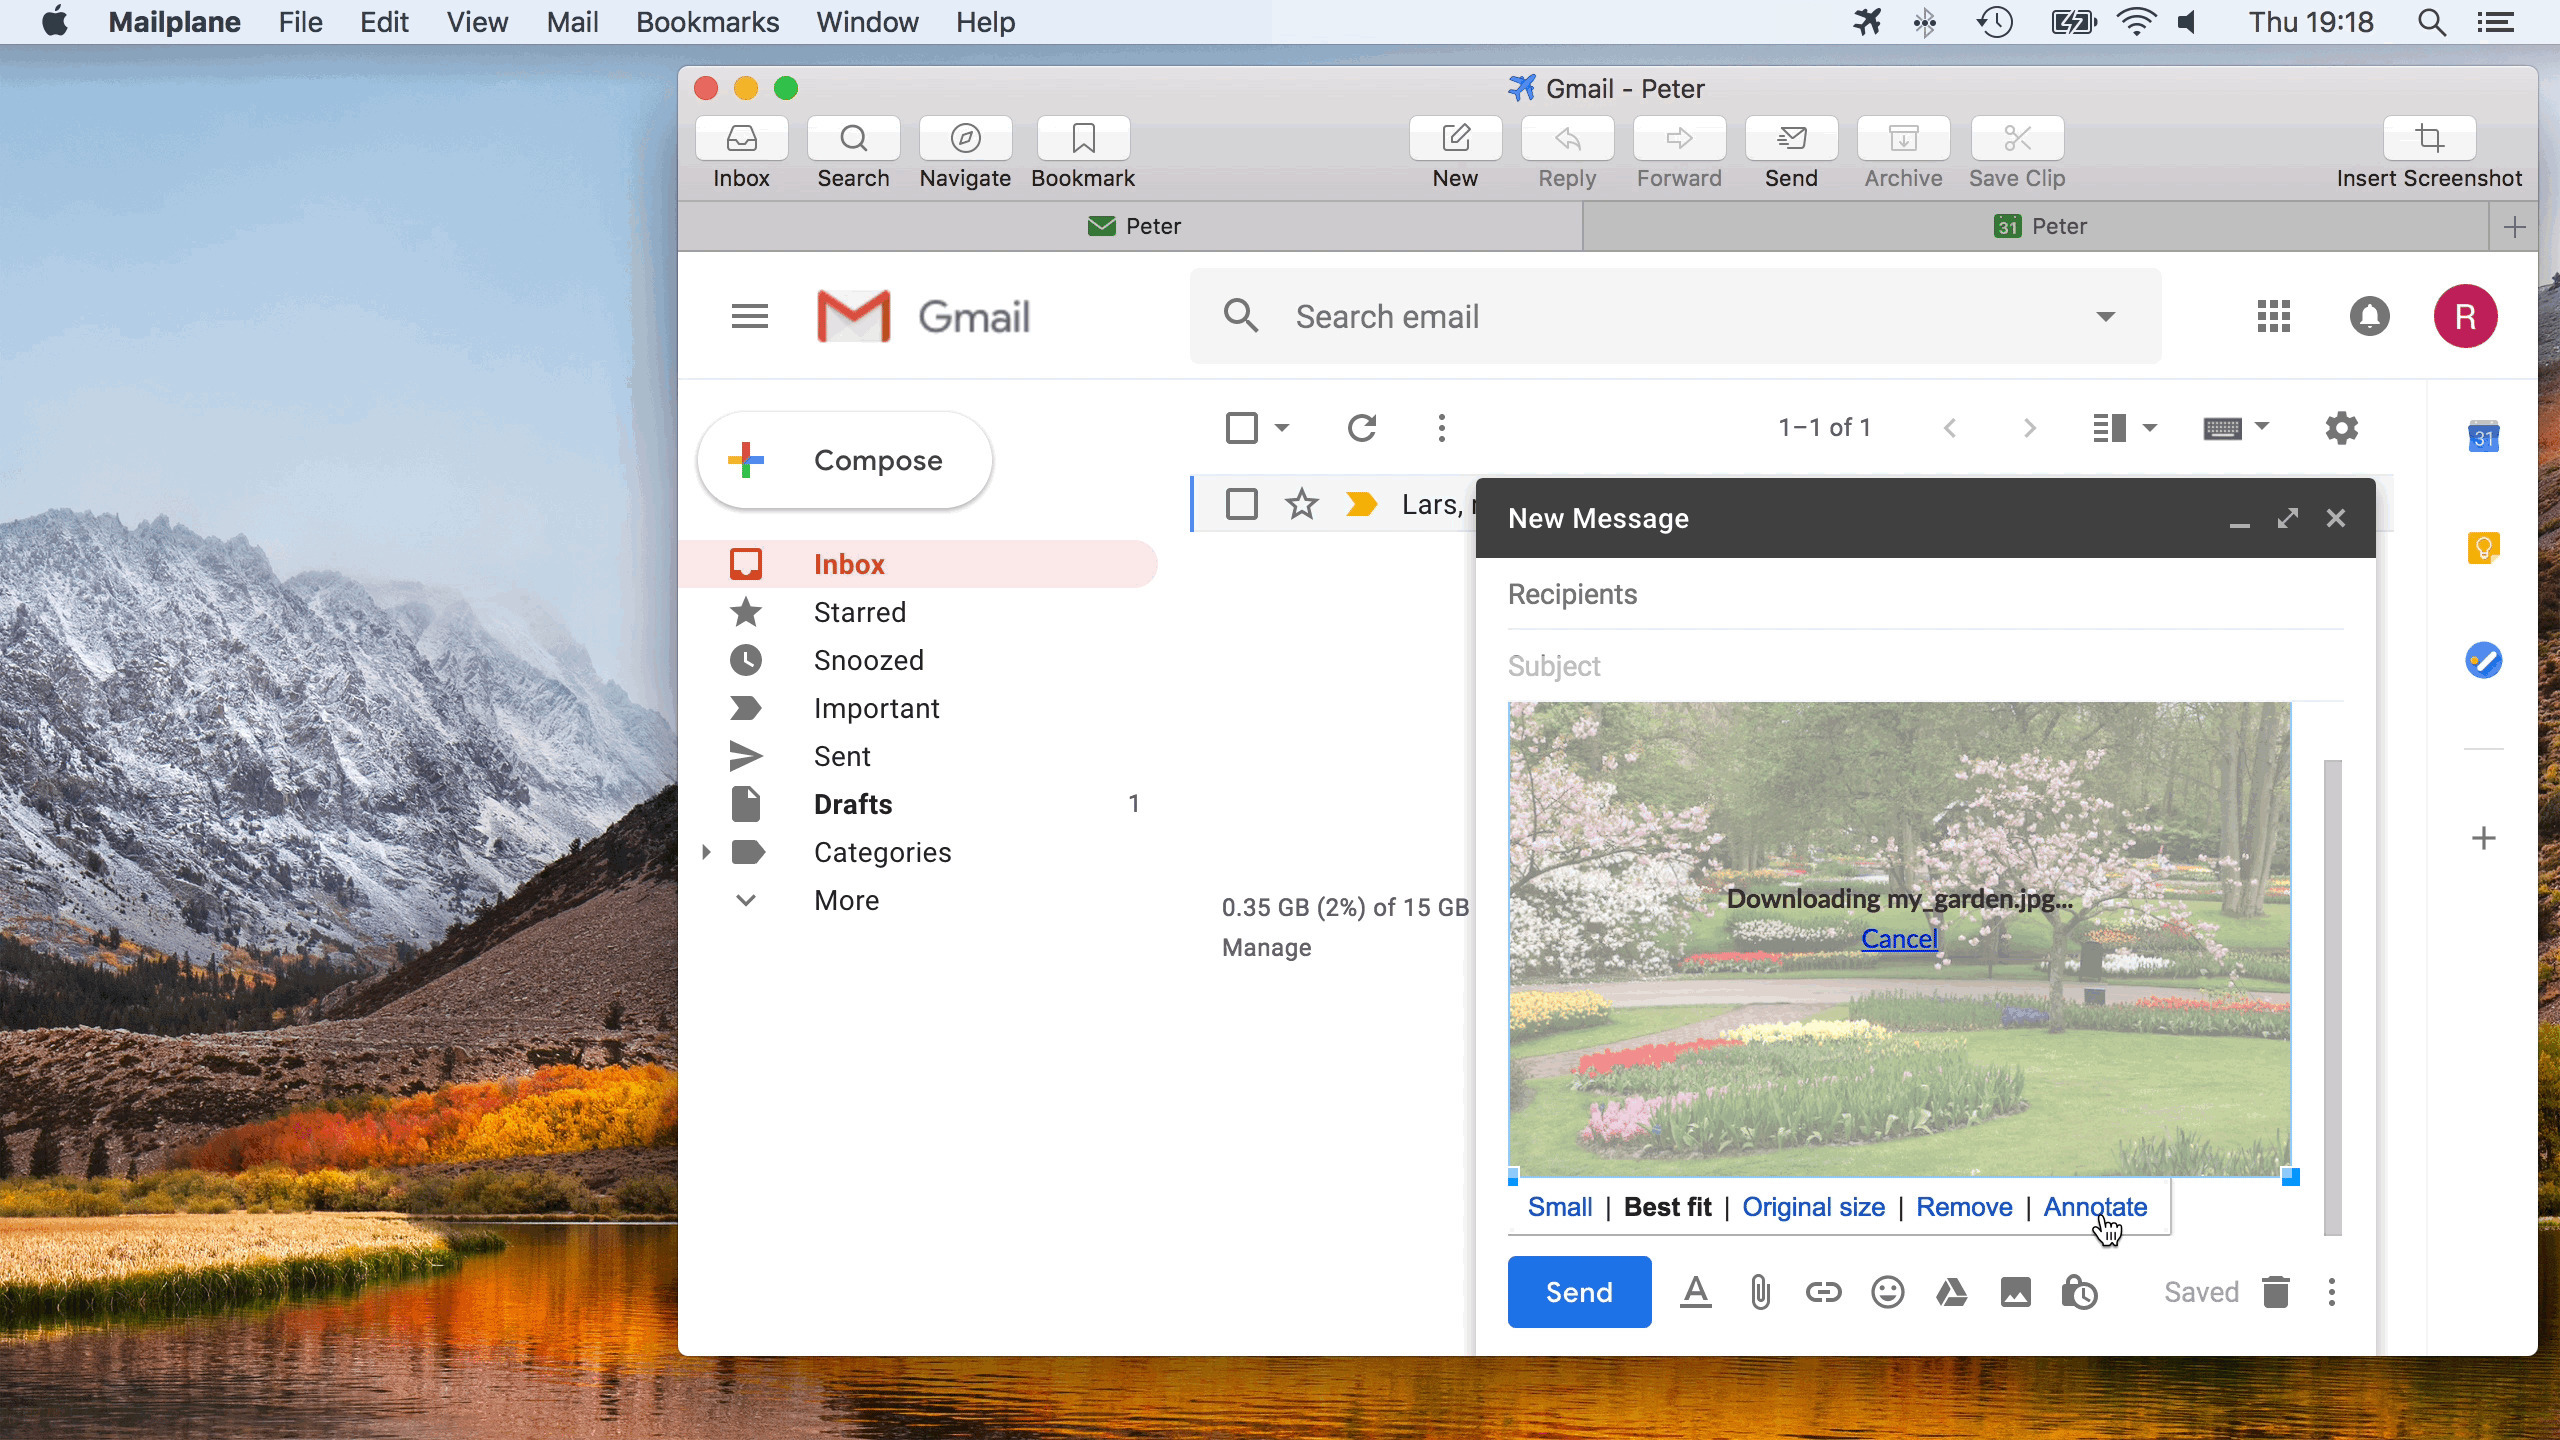 Mailplane File Edit View Mail Bookmarks Window Help Thu 19:18
Gmail - Peter
Inbox Search Navigate Bookmark New Reply Forward Send Archive Save Clip Insert Screenshot
Peter 31 Peter
Gmail Search email R
Compose 1–1 of 1 31
Lars,
New Message
Inbox
Recipients
Starred
Snoozed
Subject
Important
Sent
Drafts 1
Categories
More
0.35 GB (2%) of 15 GB
Manage
Downloading my_garden.jpg...
Cancel
Small | Best fit | Original size | Remove | Annotate
Send A Saved